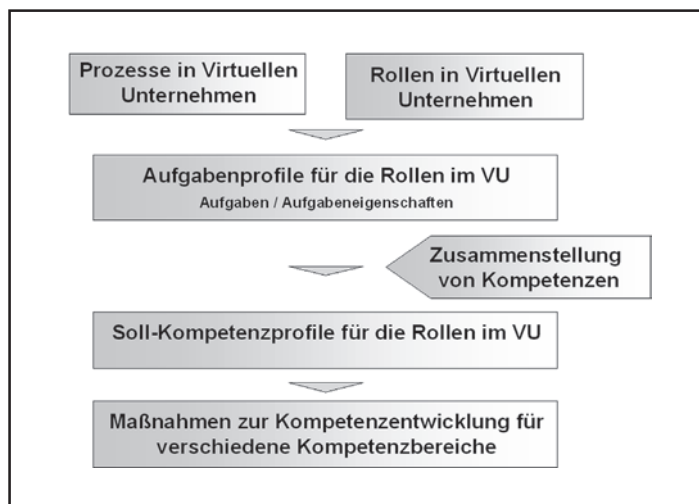 Prozesse in Virtuellen
Unternehmen
Rollen in Virtuellen
Unternehmen
Aufgabenprofile für die Rollen im VU
Aufgaben / Aufgabeneigenschaften
Zusammenstellung
von Kompetenzen
Soll-Kompetenzprofile für die Rollen im VU
Maßnahmen zur Kompetenzentwicklung für
verschiedene Kompetenzbereiche